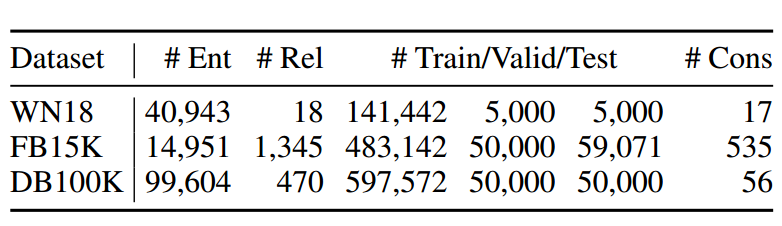 Dataset # Ent # Rel # Train/Valid/Test # Cons
WN18 40,943 18 141,442 5,000 5,000 17
FB15K 14,951 1,345 483,142 50,000 59,071 535
DB100K 99,604 470 597,572 50,000 50,000 56